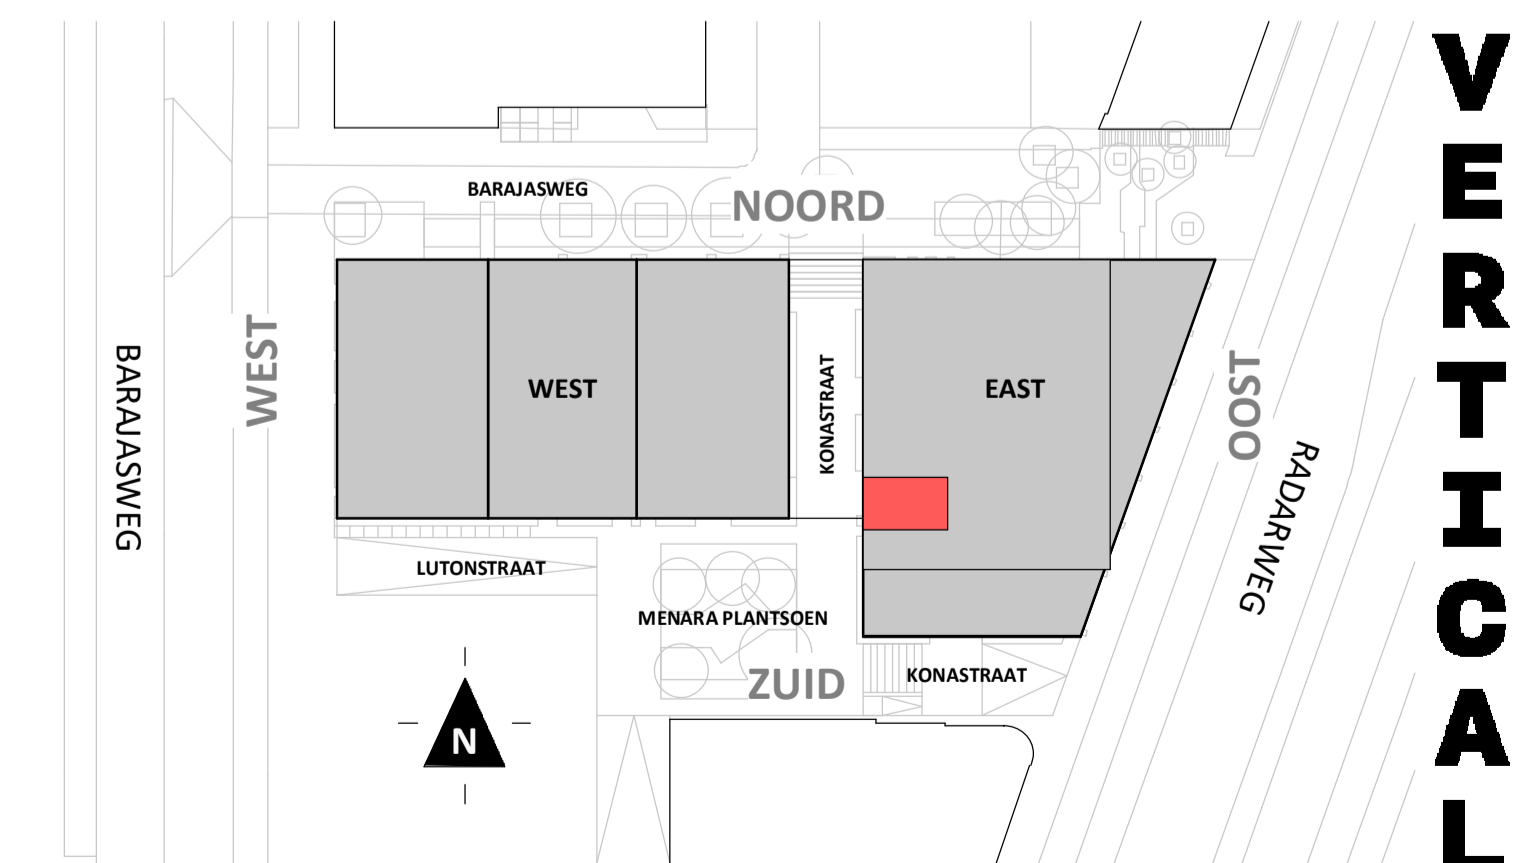 BARAJASWEG
NOORD
WEST
BARAJASWEG
WEST
KONASTRAAT
EAST
OOST
RADARWEG
LUTONSTRAAT
MENARA PLANTSOEN
ZUID
KONASTRAAT
N
VERTICAL